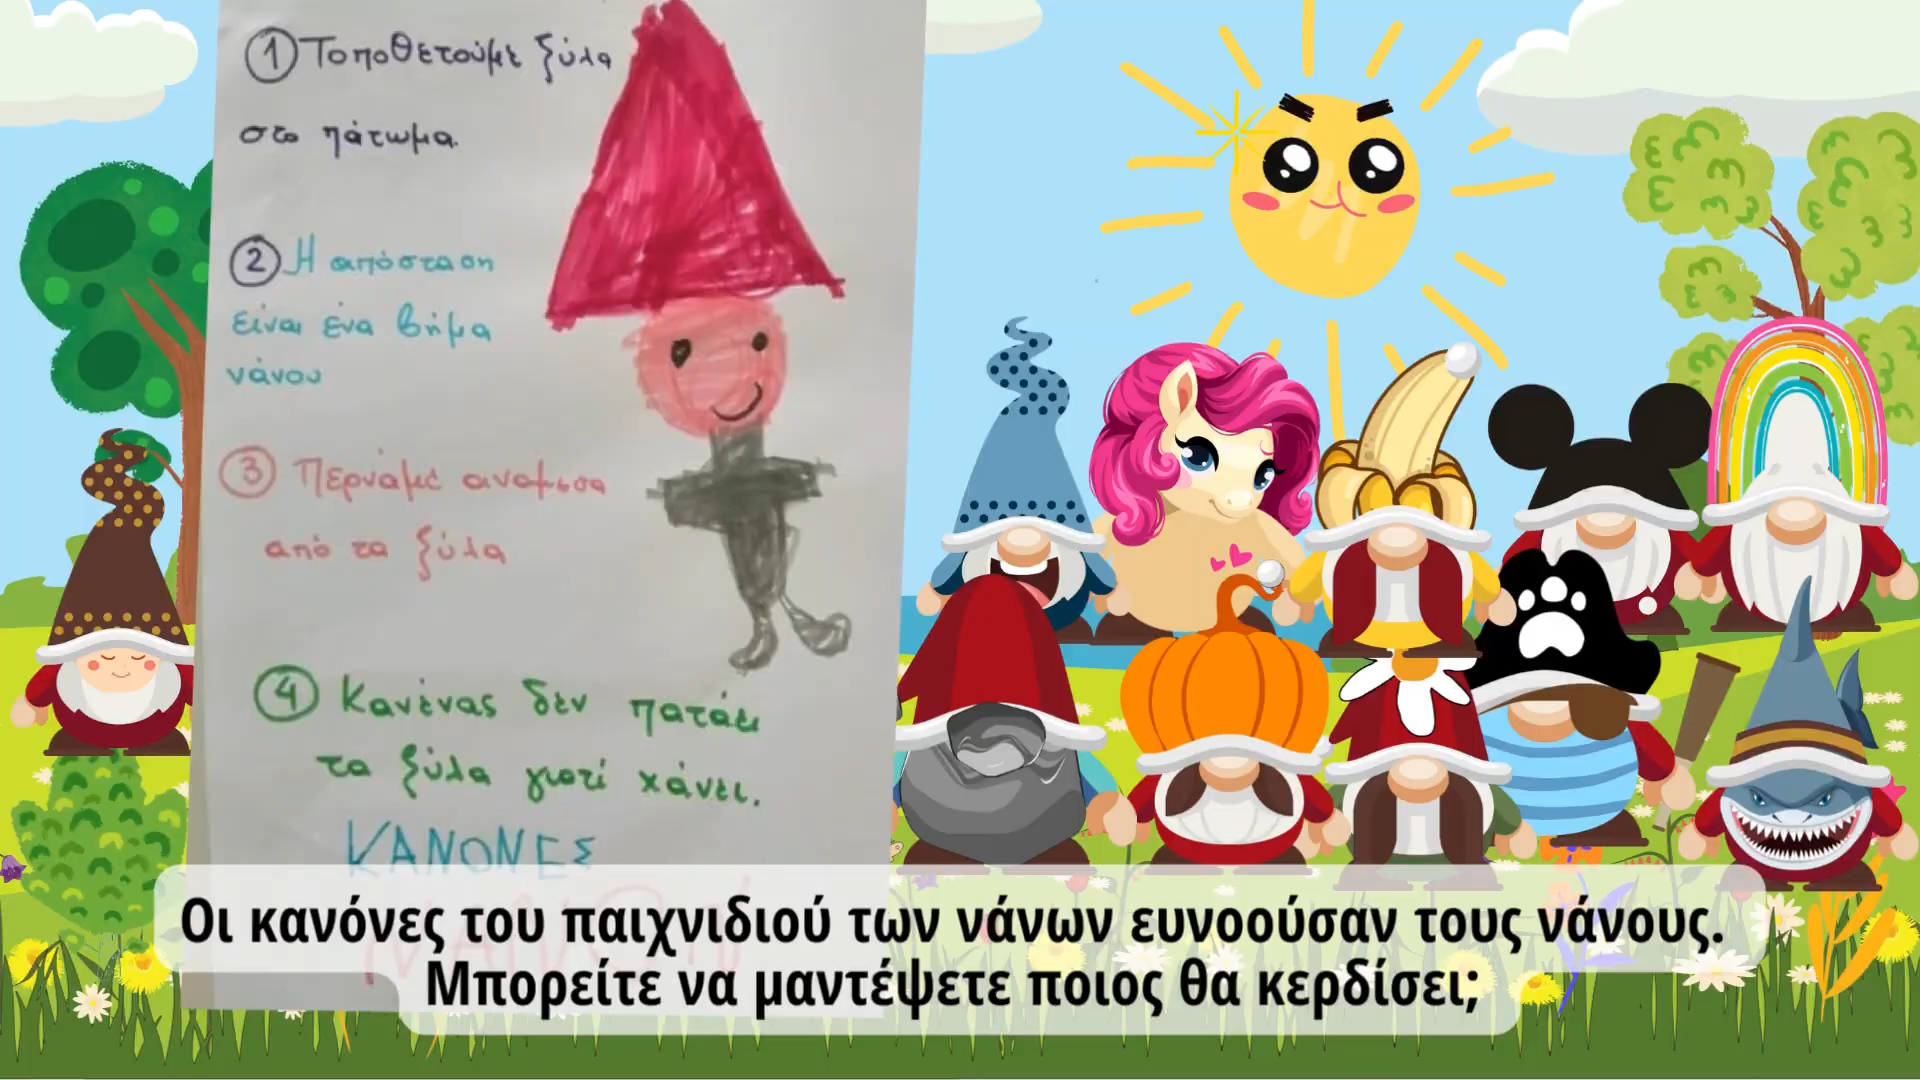 ① Τοποθετούμε ξύλα
στο πάτωμα.
② Η απόσταση
είναι ένα βήμα
νάνου
③ Περνάμε ανάμεσα
από τα ξύλα
④ Κανένας δεν πατάει
τα ξύλα γιατί χάνει.
ΚΑΝΟΝΕΣ
Οι κανόνες του παιχνιδιού των νάνων ευνοούσαν τους νάνους.
Μπορείτε να μαντέψετε ποιος θα κερδίσει;